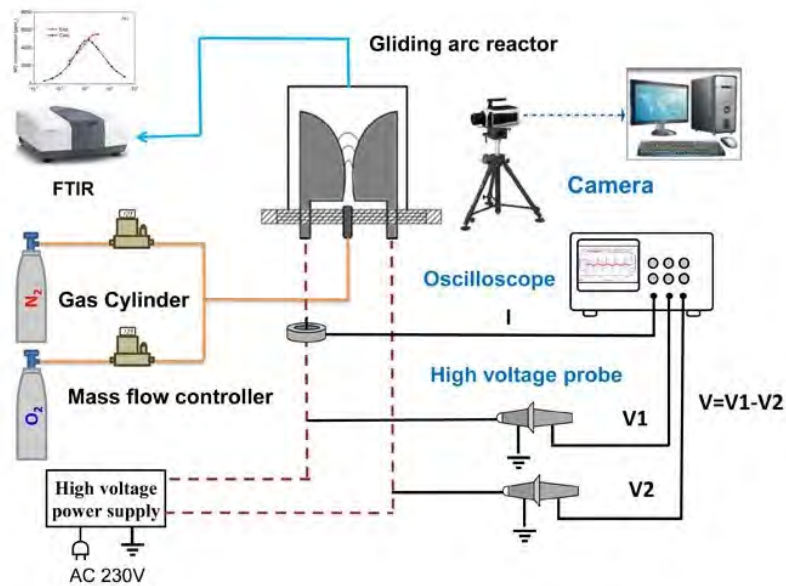 Gliding arc reactor
FTIR
Camera
N2
Gas Cylinder
Oscilloscope
I
Mass flow controller
O2
High voltage probe
V1
V=V1-V2
V2
High voltage
power supply
AC 230V